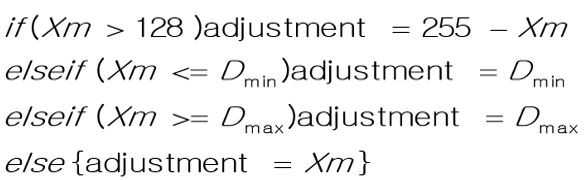 if(Xm > 128 )adjustment = 255 - Xm
elseif (Xm <= Dmin)adjustment = Dmin
elseif (Xm >= Dmax)adjustment = Dmax
else {adjustment = Xm}